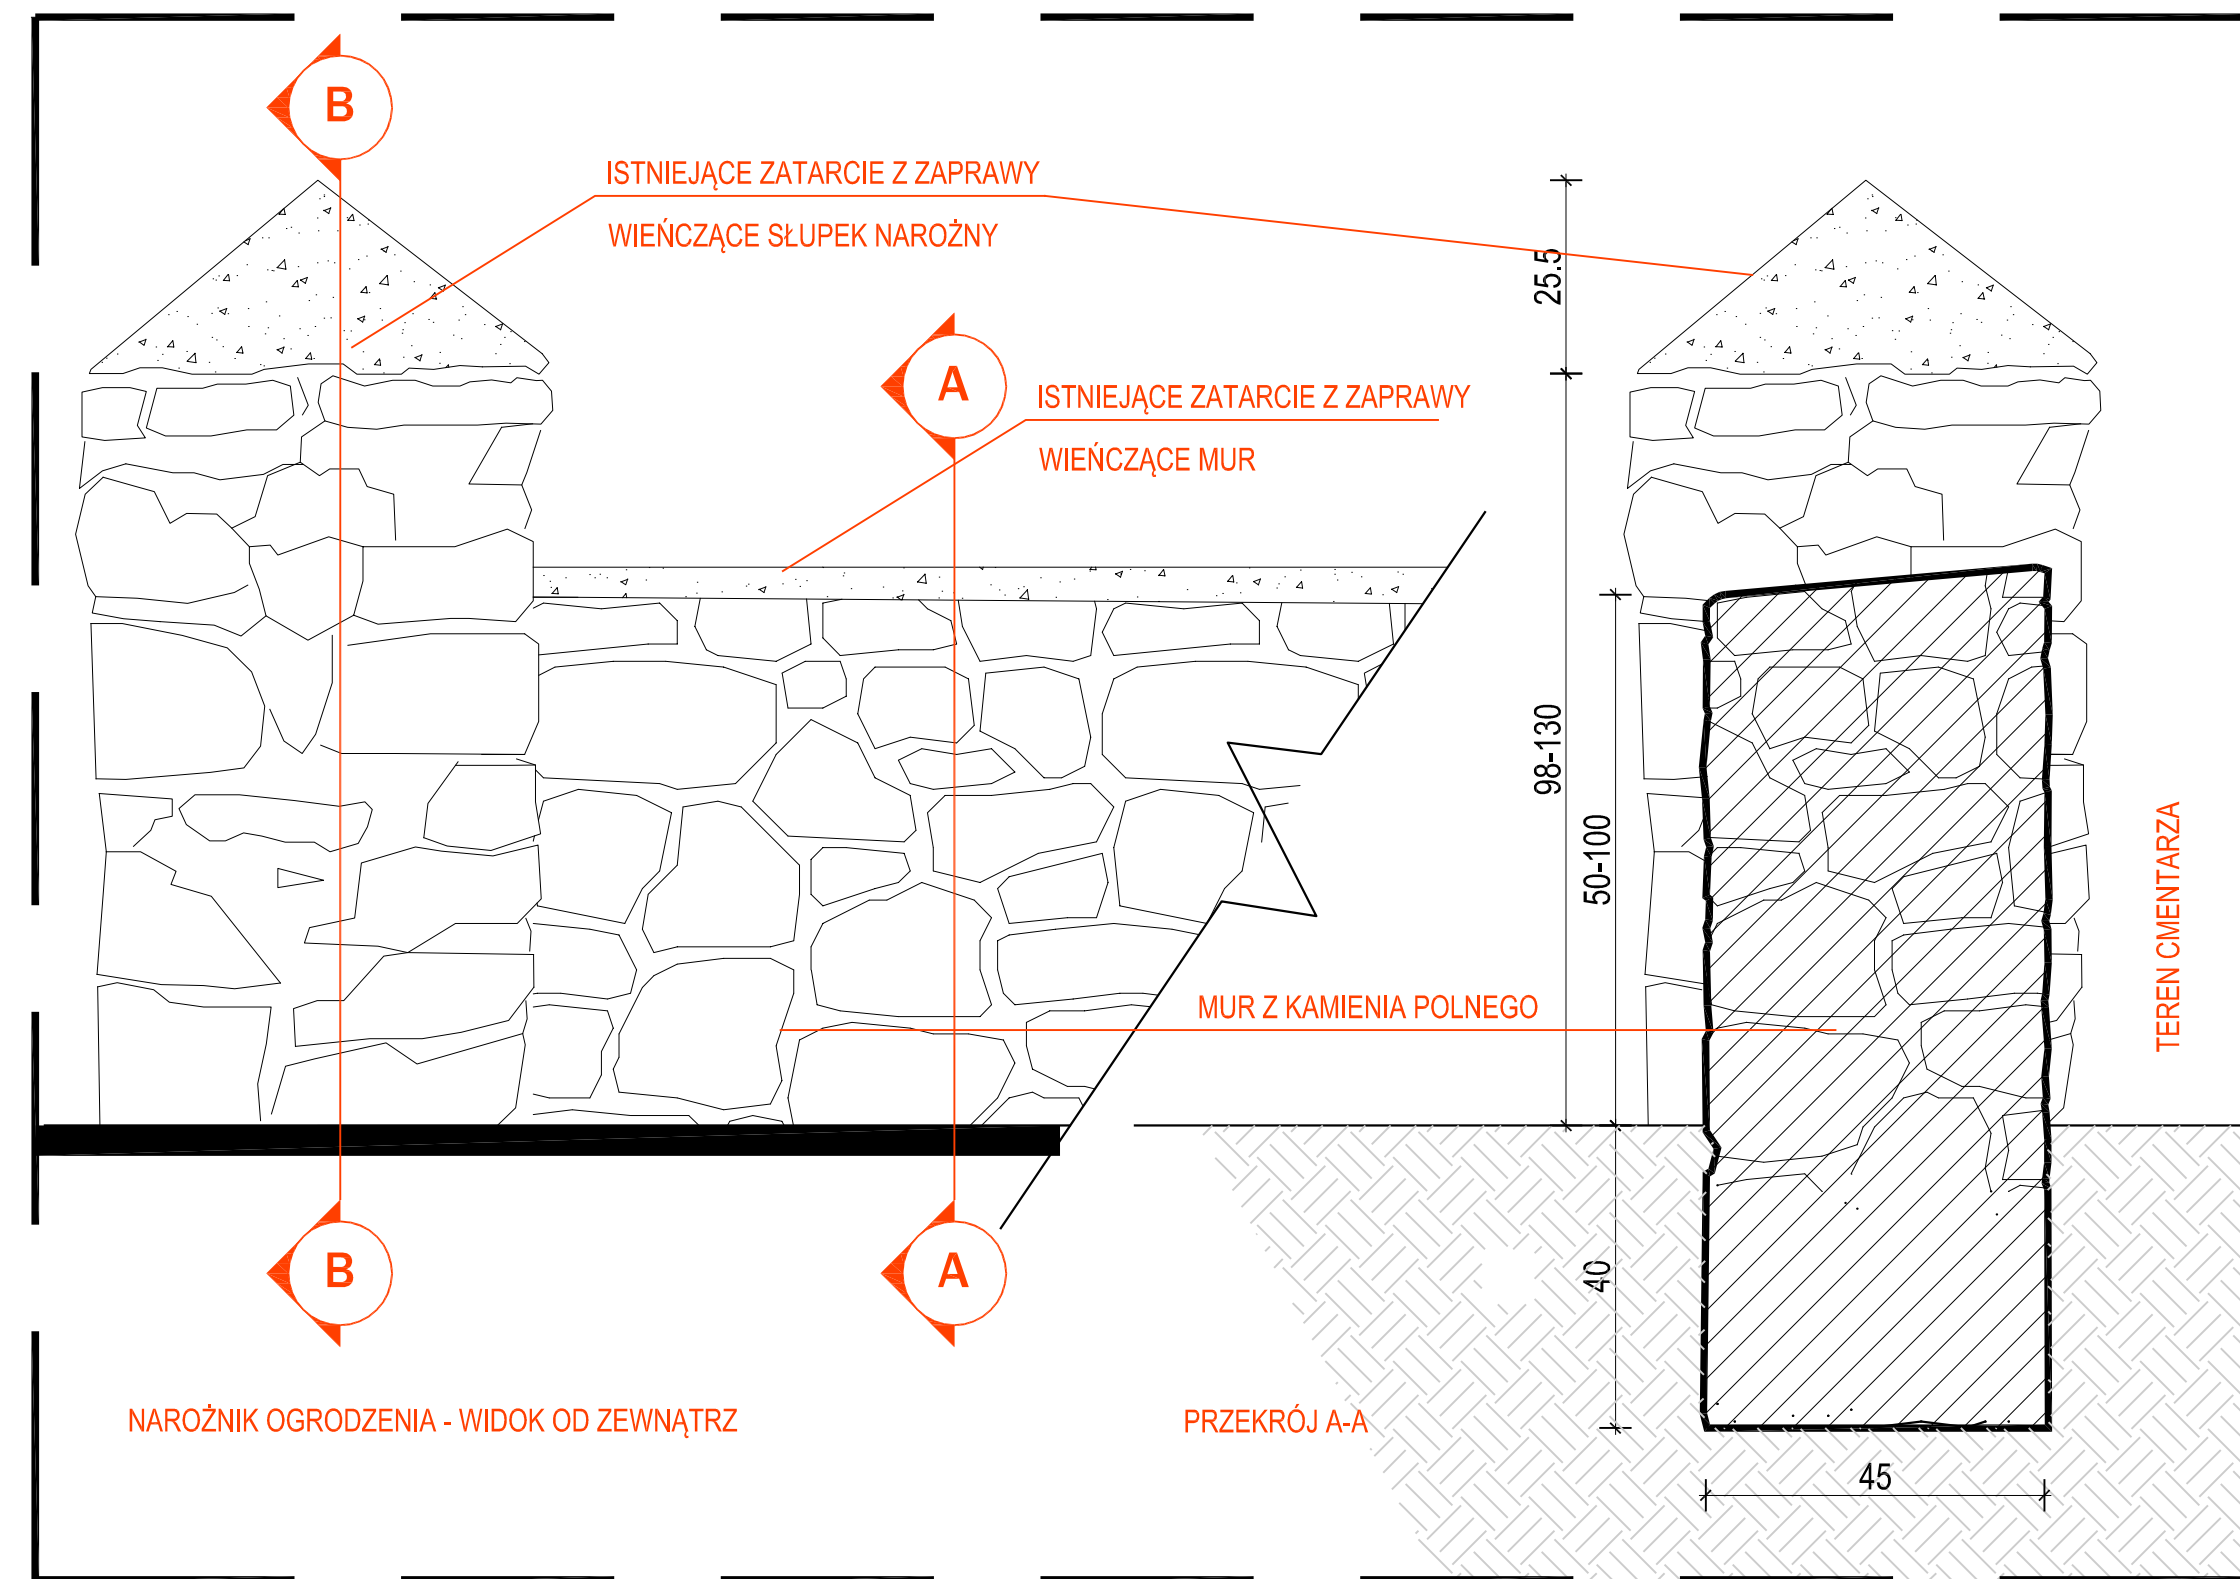 B
ISTNIEJĄCE ZATARCIE Z ZAPRAWY
WIEŃCZĄCE SŁUPEK NAROŻNY
25.5
A
ISTNIEJĄCE ZATARCIE Z ZAPRAWY
WIEŃCZĄCE MUR
98-130
50-100
TEREN CMENTARZA
MUR Z KAMIENIA POLNEGO
B
A
40
NAROŻNIK OGRODZENIA - WIDOK OD ZEWNĄTRZ
PRZEKRÓJ A-A
45